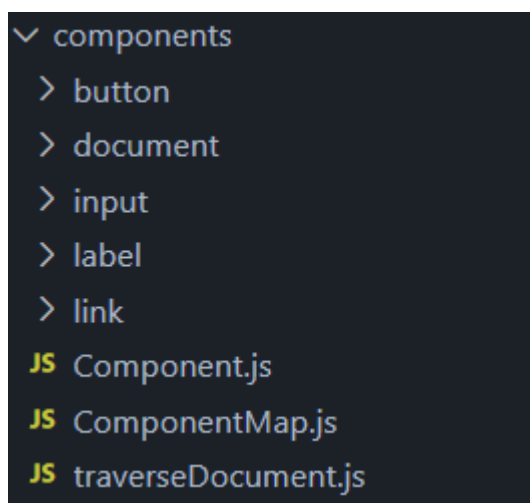 components
button
document
input
label
link
JS Component.js
JS ComponentMap.js
JS traverseDocument.js